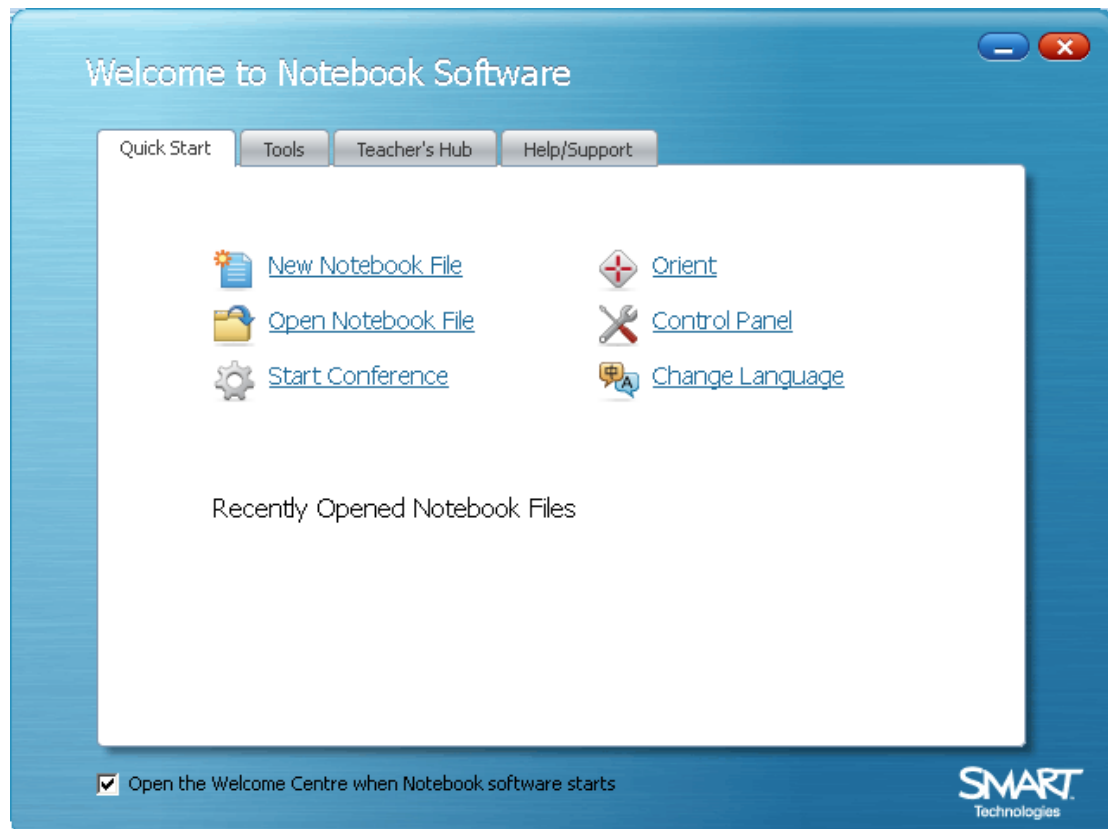 Welcome to Notebook Software
Quick Start Tools Teacher's Hub Help/Support
New Notebook File Orient
Open Notebook File Control Panel
Start Conference Change Language
中 A
Recently Opened Notebook Files
Open the Welcome Centre when Notebook software starts
SMART
Technologies